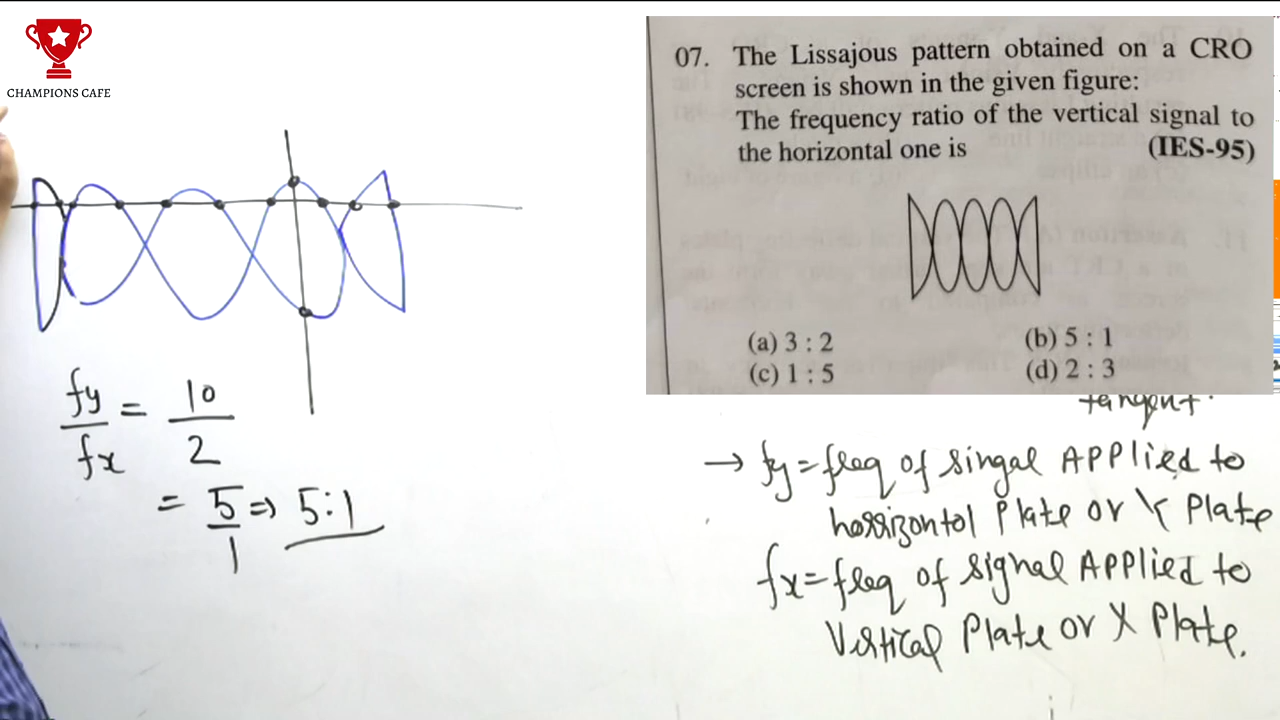 CHAMPIONS CAFE
07. The Lissajous pattern obtained on a CRO
screen is shown in the given figure:
The frequency ratio of the vertical signal to
the horizontal one is (IES-95)
(a) 3 : 2 (b) 5 : 1
(c) 1 : 5 (d) 2 : 3
fy/fx = 10/2
= 5/1 ⇒ 5:1
tangent.
→ fy = freq of singal APPlied to
horrizontol Plate or Y Plate
fx = freq of signal APPlied to
Vertical Plate or X Plate.